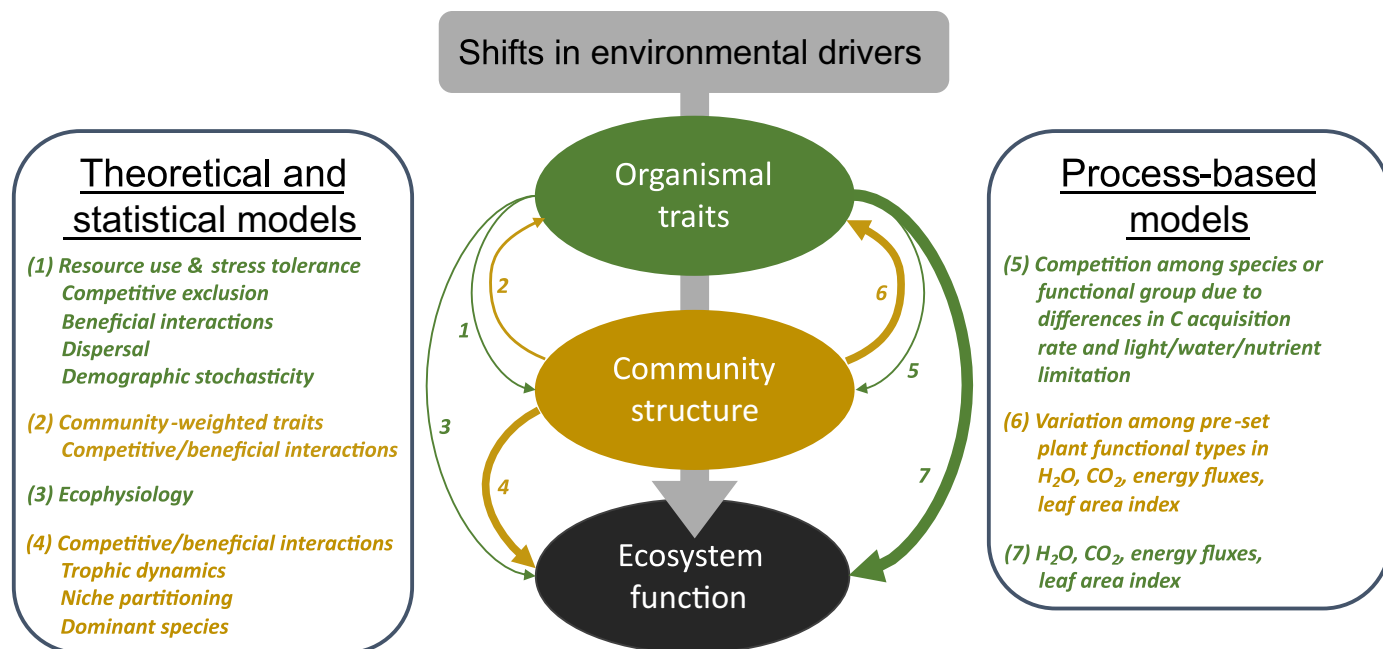 Shifts in environmental drivers
Theoretical and
statistical models
(1) Resource use & stress tolerance
Competitive exclusion
Beneficial interactions
Dispersal
Demographic stochasticity
(2) Community-weighted traits
Competitive/beneficial interactions
(3) Ecophysiology
(4) Competitive/beneficial interactions
Trophic dynamics
Niche partitioning
Dominant species
Organismal
traits
Community
structure
Ecosystem
function
1
2
3
4
5
6
7
Process-based
models
(5) Competition among species or
functional group due to
differences in C acquisition
rate and light/water/nutrient
limitation
(6) Variation among pre-set
plant functional types in
H₂O, CO₂, energy fluxes,
leaf area index
(7) H₂O, CO₂, energy fluxes,
leaf area index